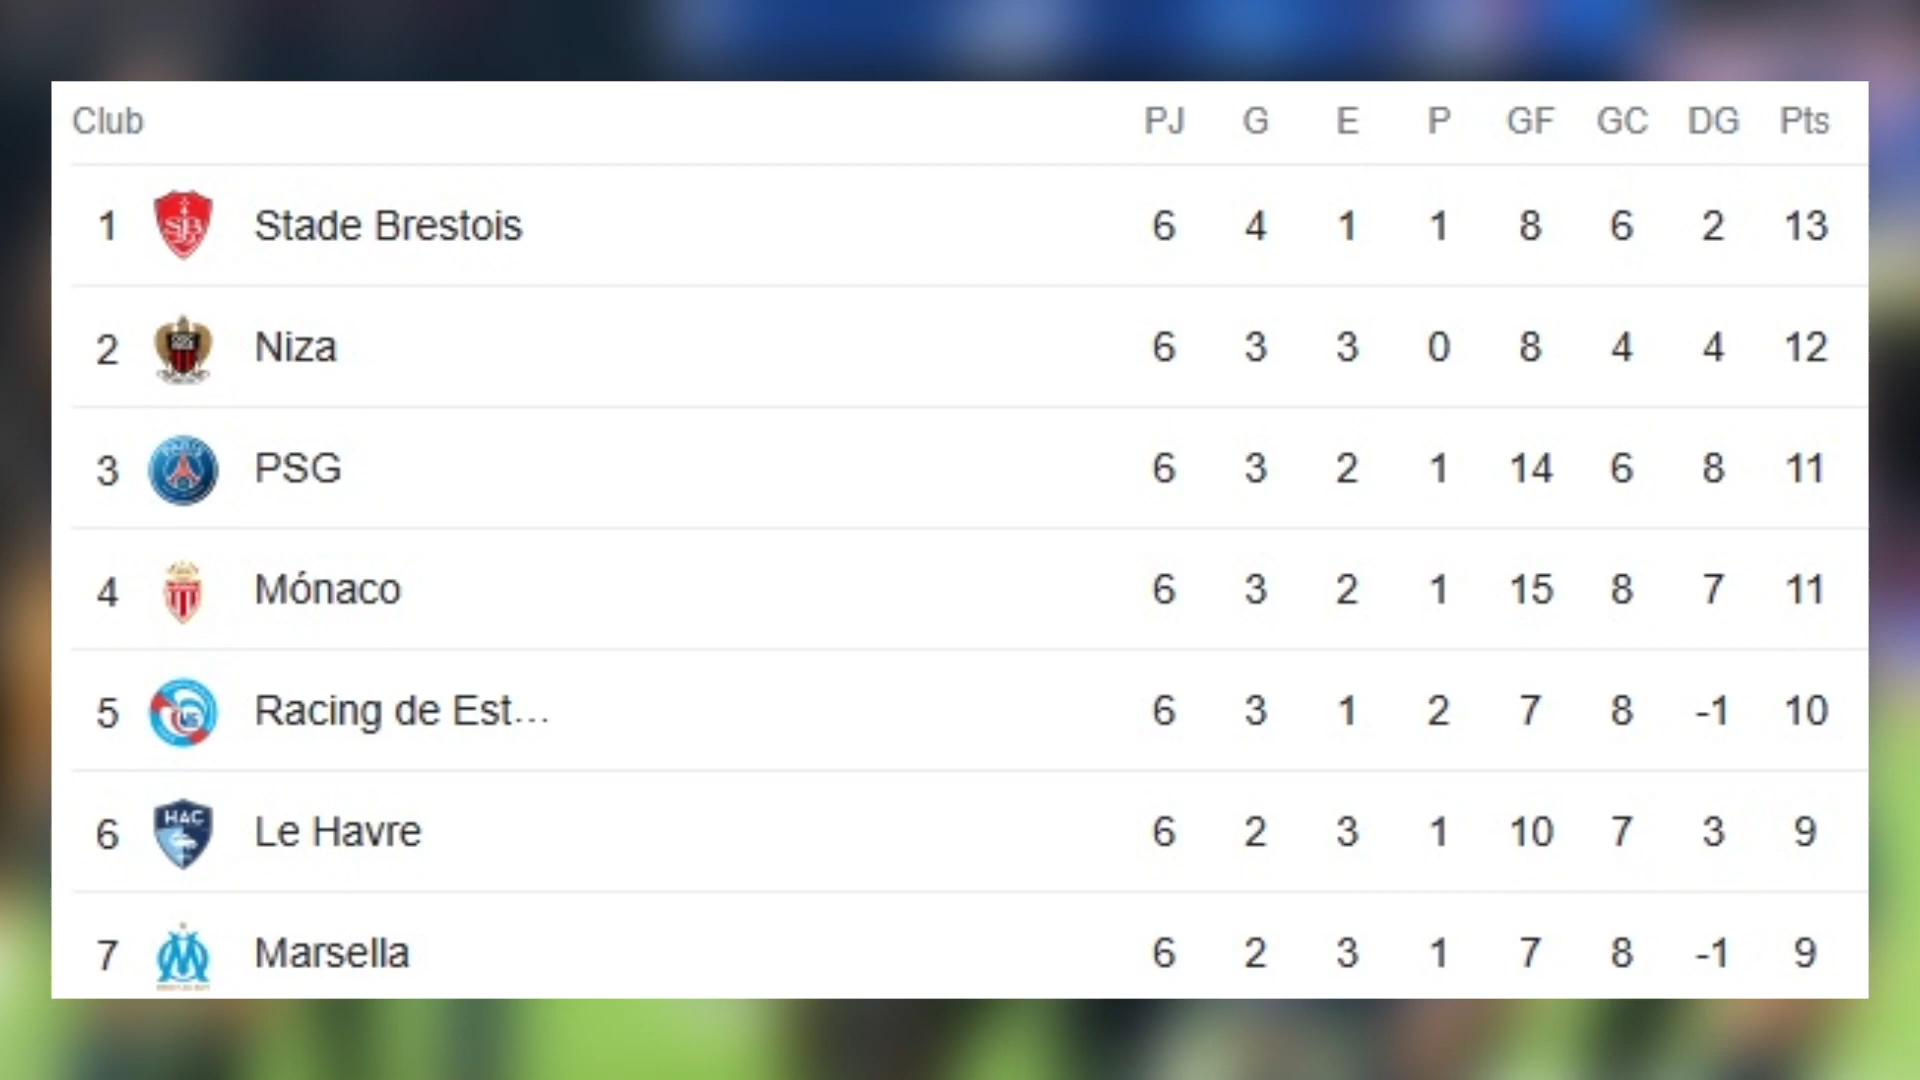 Club PJ G E P GF GC DG Pts
1 Stade Brestois 6 4 1 1 8 6 2 13
2 Niza 6 3 3 0 8 4 4 12
3 PSG 6 3 2 1 14 6 8 11
4 Mónaco 6 3 2 1 15 8 7 11
5 Racing de Est... 6 3 1 2 7 8 -1 10
6 HAC Le Havre 6 2 3 1 10 7 3 9
7 Marsella 6 2 3 1 7 8 -1 9